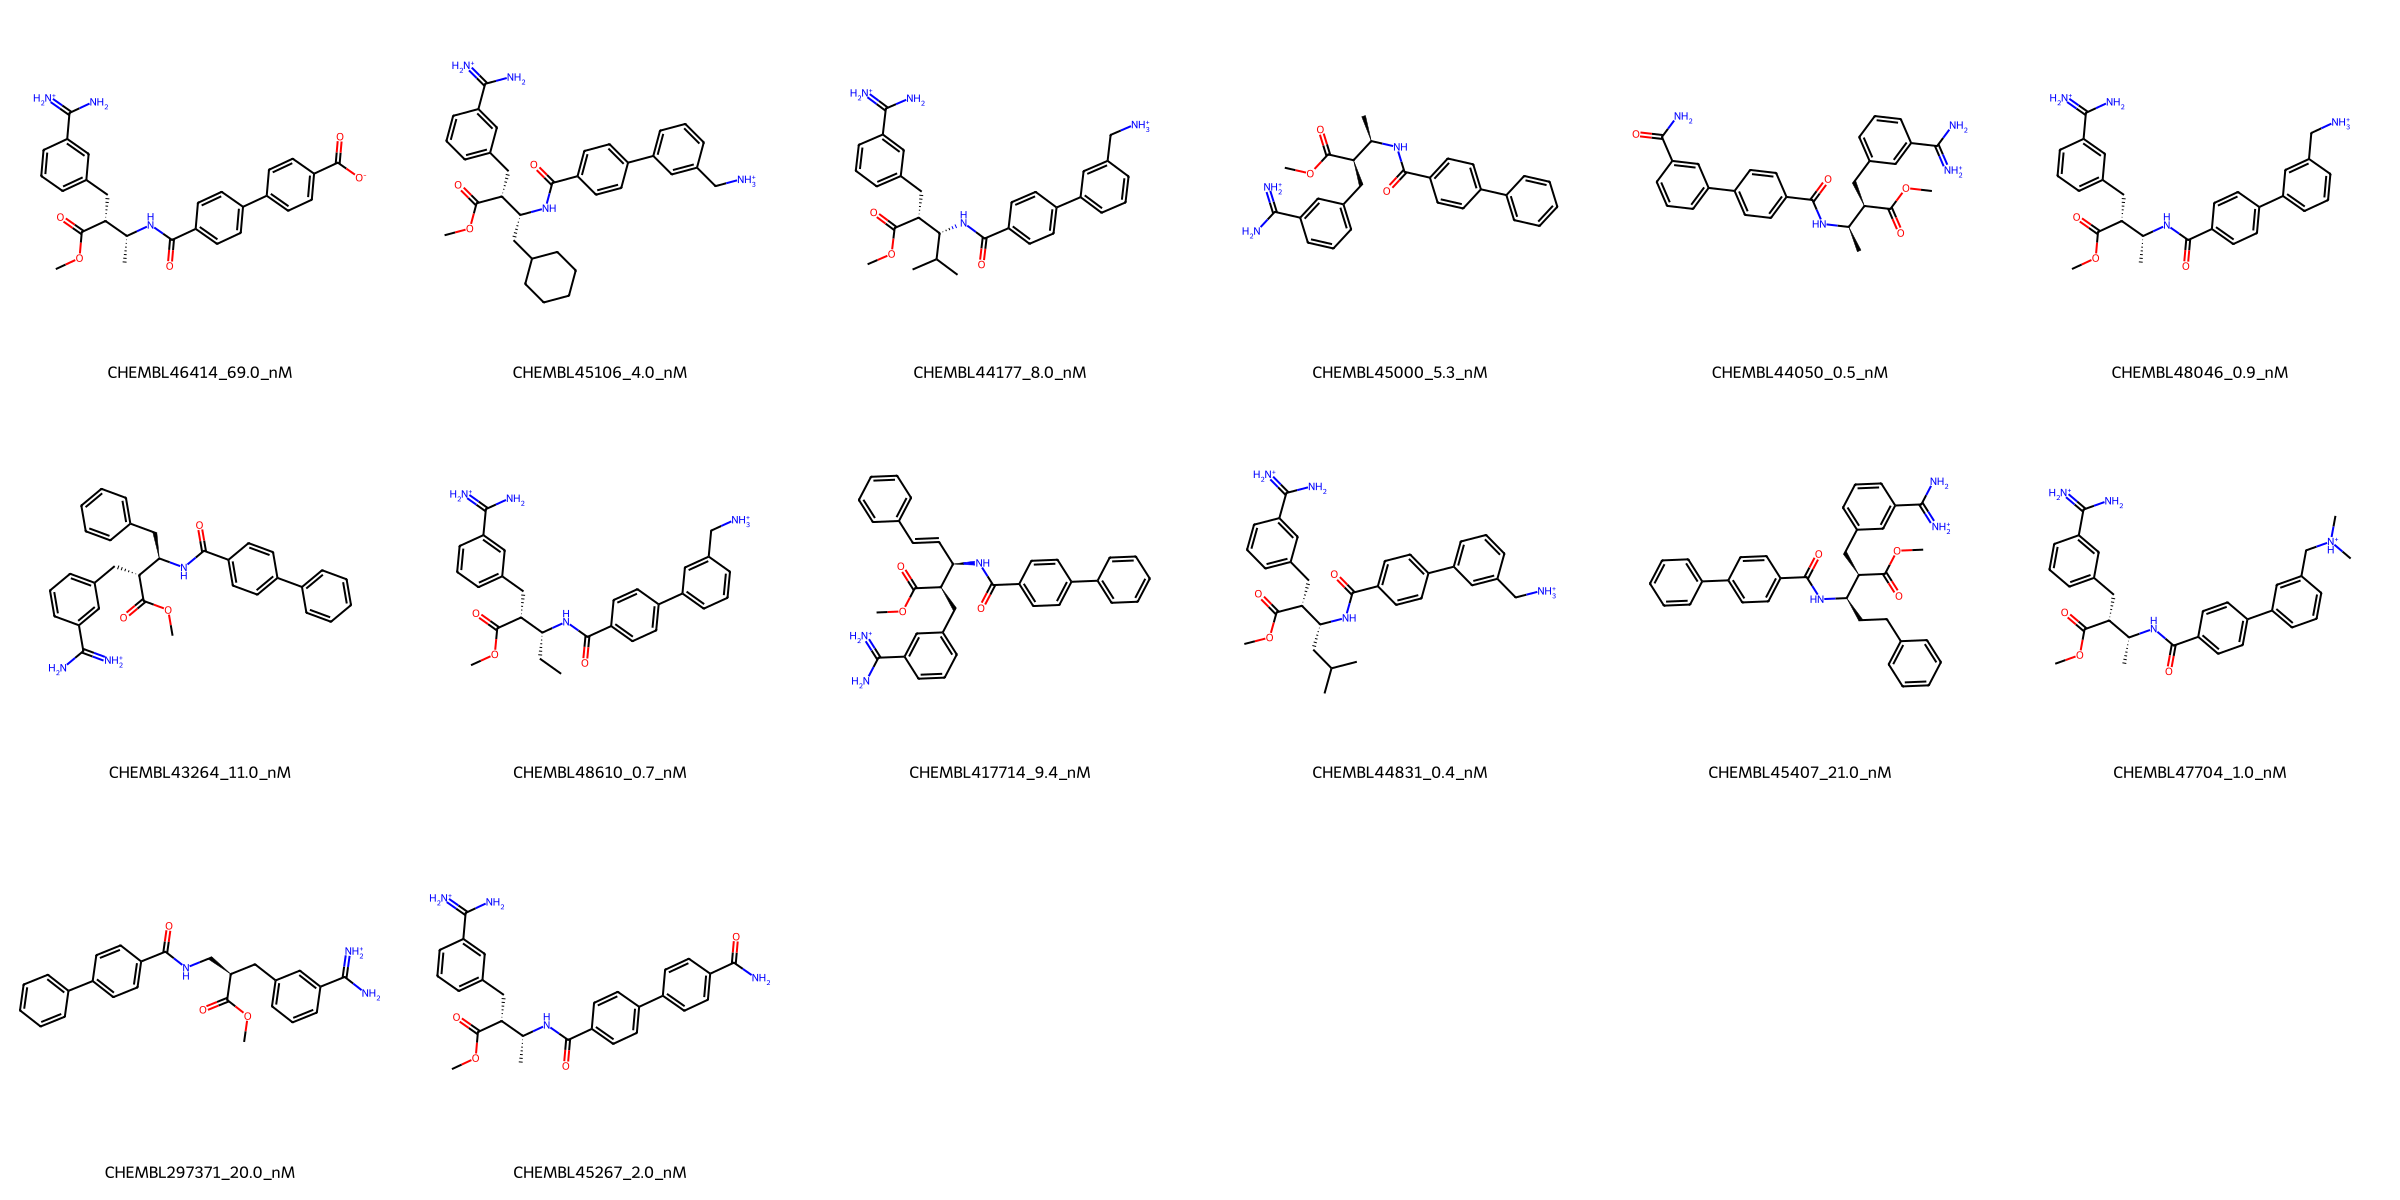 CHEMBL46414_69.0_nM
CHEMBL45106_4.0_nM
CHEMBL44177_8.0_nM
CHEMBL45000_5.3_nM
CHEMBL44050_0.5_nM
CHEMBL48046_0.9_nM
CHEMBL43264_11.0_nM
CHEMBL48610_0.7_nM
CHEMBL417714_9.4_nM
CHEMBL44831_0.4_nM
CHEMBL45407_21.0_nM
CHEMBL47704_1.0_nM
CHEMBL297371_20.0_nM
CHEMBL45267_2.0_nM